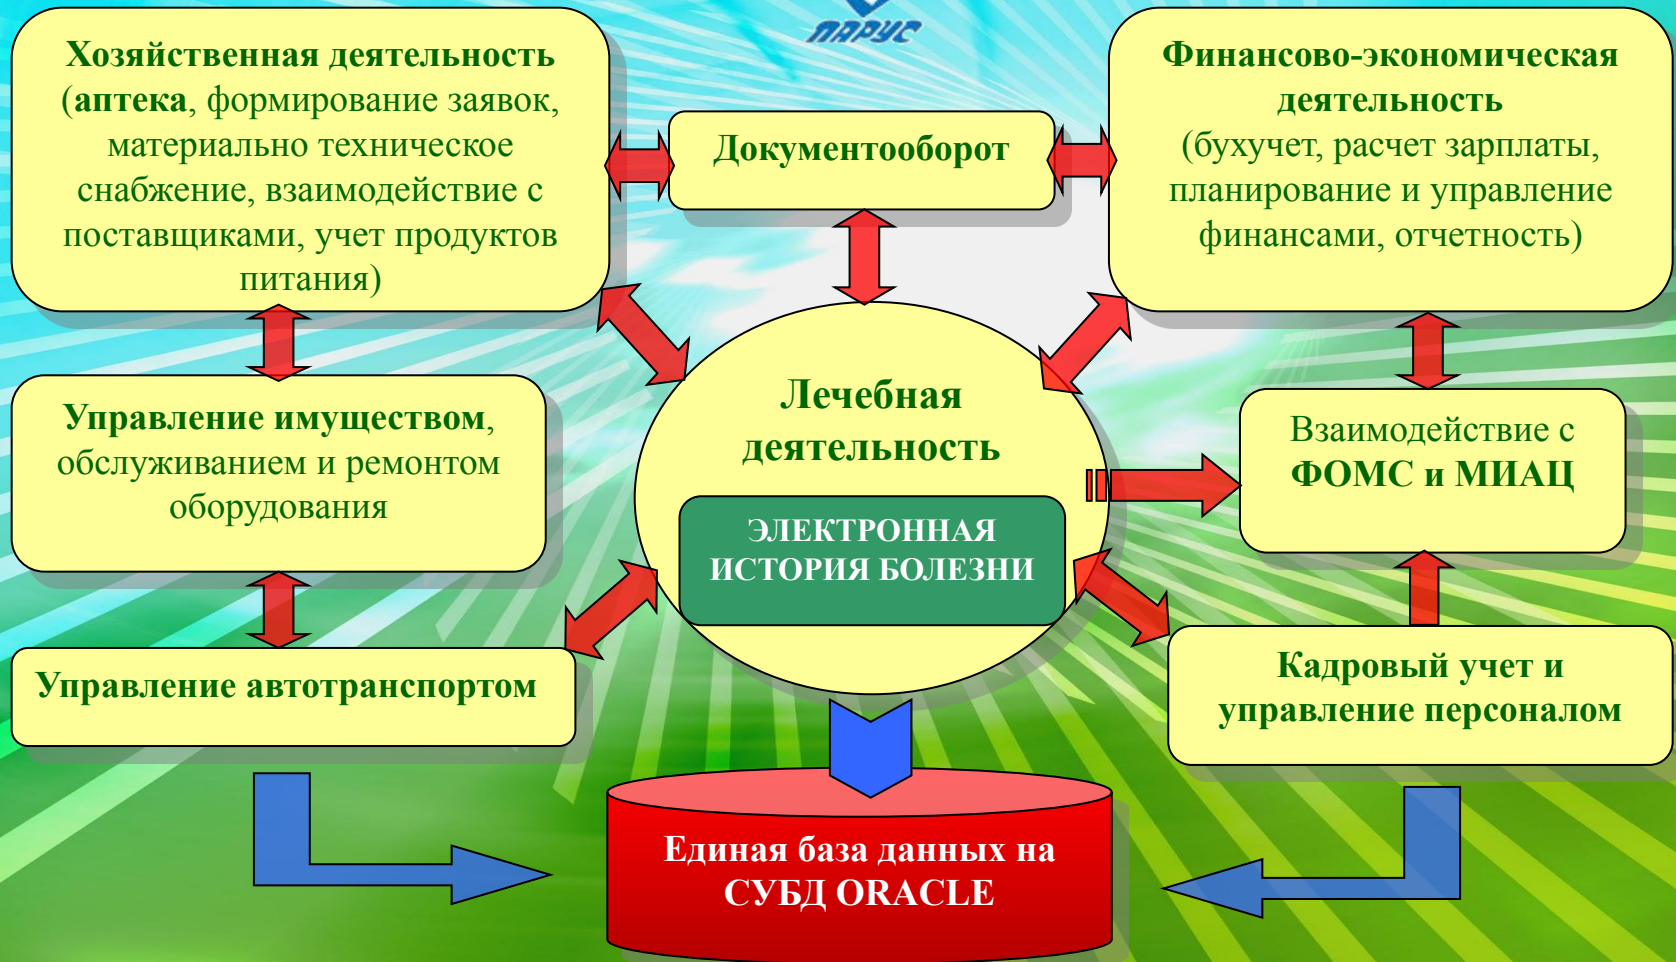 ПАРУС
Хозяйственная деятельность
(аптека, формирование заявок,
материально техническое
снабжение, взаимодействие с
поставщиками, учет продуктов
питания)
Документооборот
Финансово-экономическая
деятельность
(бухучет, расчет зарплаты,
планирование и управление
финансами, отчетность)
Управление имуществом,
обслуживанием и ремонтом
оборудования
Лечебная
деятельность
ЭЛЕКТРОННАЯ
ИСТОРИЯ БОЛЕЗНИ
Взаимодействие с
ФОМС и МИАЦ
Управление автотранспортом
Кадровый учет и
управление персоналом
Единая база данных на
СУБД ORACLE